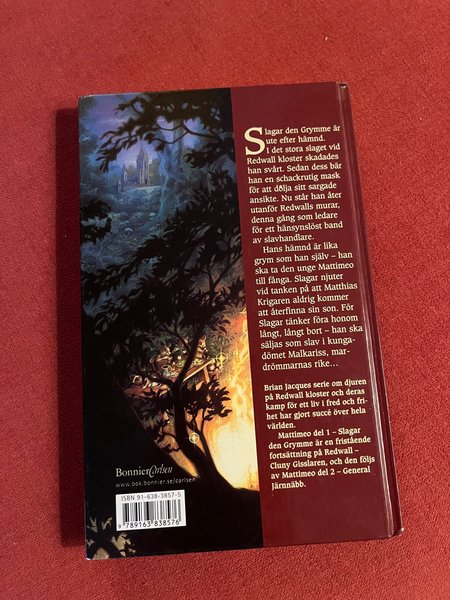 Slagar den Grymme är
ute efter hämnd.
I det stora slaget vid
Redwall kloster skadades
han svårt. Sedan dess bär
han en schackrutig mask
för att dölja sitt sargade
ansikte. Nu står han åter
utanför Redwalls murar,
denna gång som ledare
för ett hänsynslöst band
av slavhandlare.
Hans hämnd är lika
grym som han själv – han
ska ta den unge Mattimeo
till fånga. Slagar njuter
vid tanken på att Matthias
Krigaren aldrig kommer
att återfinna sin son. För
Slagar tänker föra honom
långt, långt bort – han ska
säljas som slav i kunga-
dömet Malkariss, mar-
drömmarnas rike...
Brian Jacques serie om djuren
på Redwall kloster och deras
kamp för ett liv i fred och fri-
het har gjort succé över hela
världen.
Mattimeo del 1 – Slagar
den Grymme är en fristående
fortsättning på Redwall –
Cluny Gisslaren, och den följs
av Mattimeo del 2 – General
Järnnäbb.
Bonnier Carlsen
www.bok.bonnier.se/carlsen
ISBN 91-638-3857-5
9 789163 838576